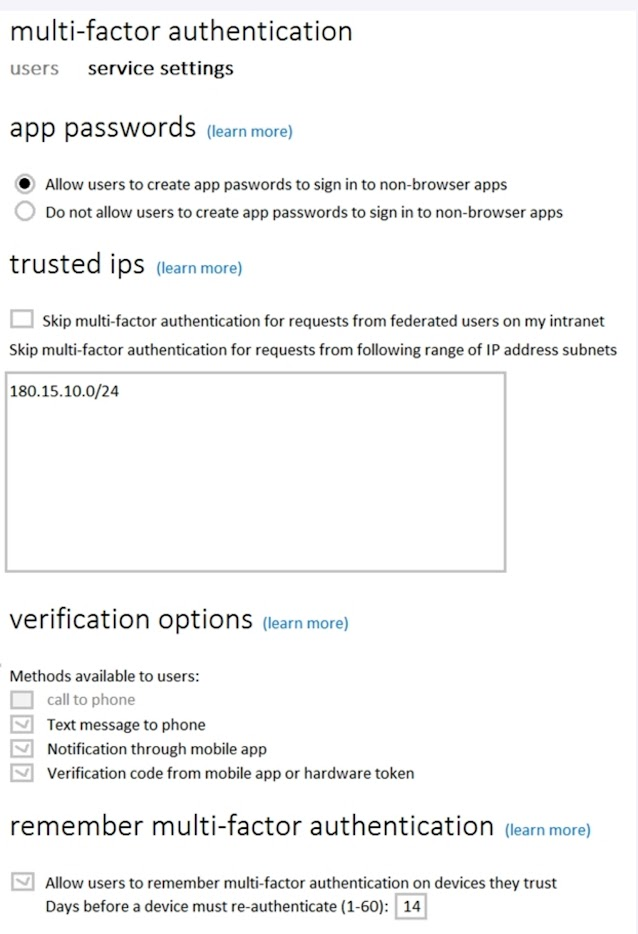 multi-factor authentication
users service settings
app passwords (learn more)
Allow users to create app paswords to sign in to non-browser apps
Do not allow users to create app passwords to sign in to non-browser apps
trusted ips (learn more)
Skip multi-factor authentication for requests from federated users on my intranet
Skip multi-factor authentication for requests from following range of IP address subnets
180.15.10.0/24
verification options (learn more)
Methods available to users:
call to phone
Text message to phone
Notification through mobile app
Verification code from mobile app or hardware token
remember multi-factor authentication (learn more)
Allow users to remember multi-factor authentication on devices they trust
Days before a device must re-authenticate (1-60): 14